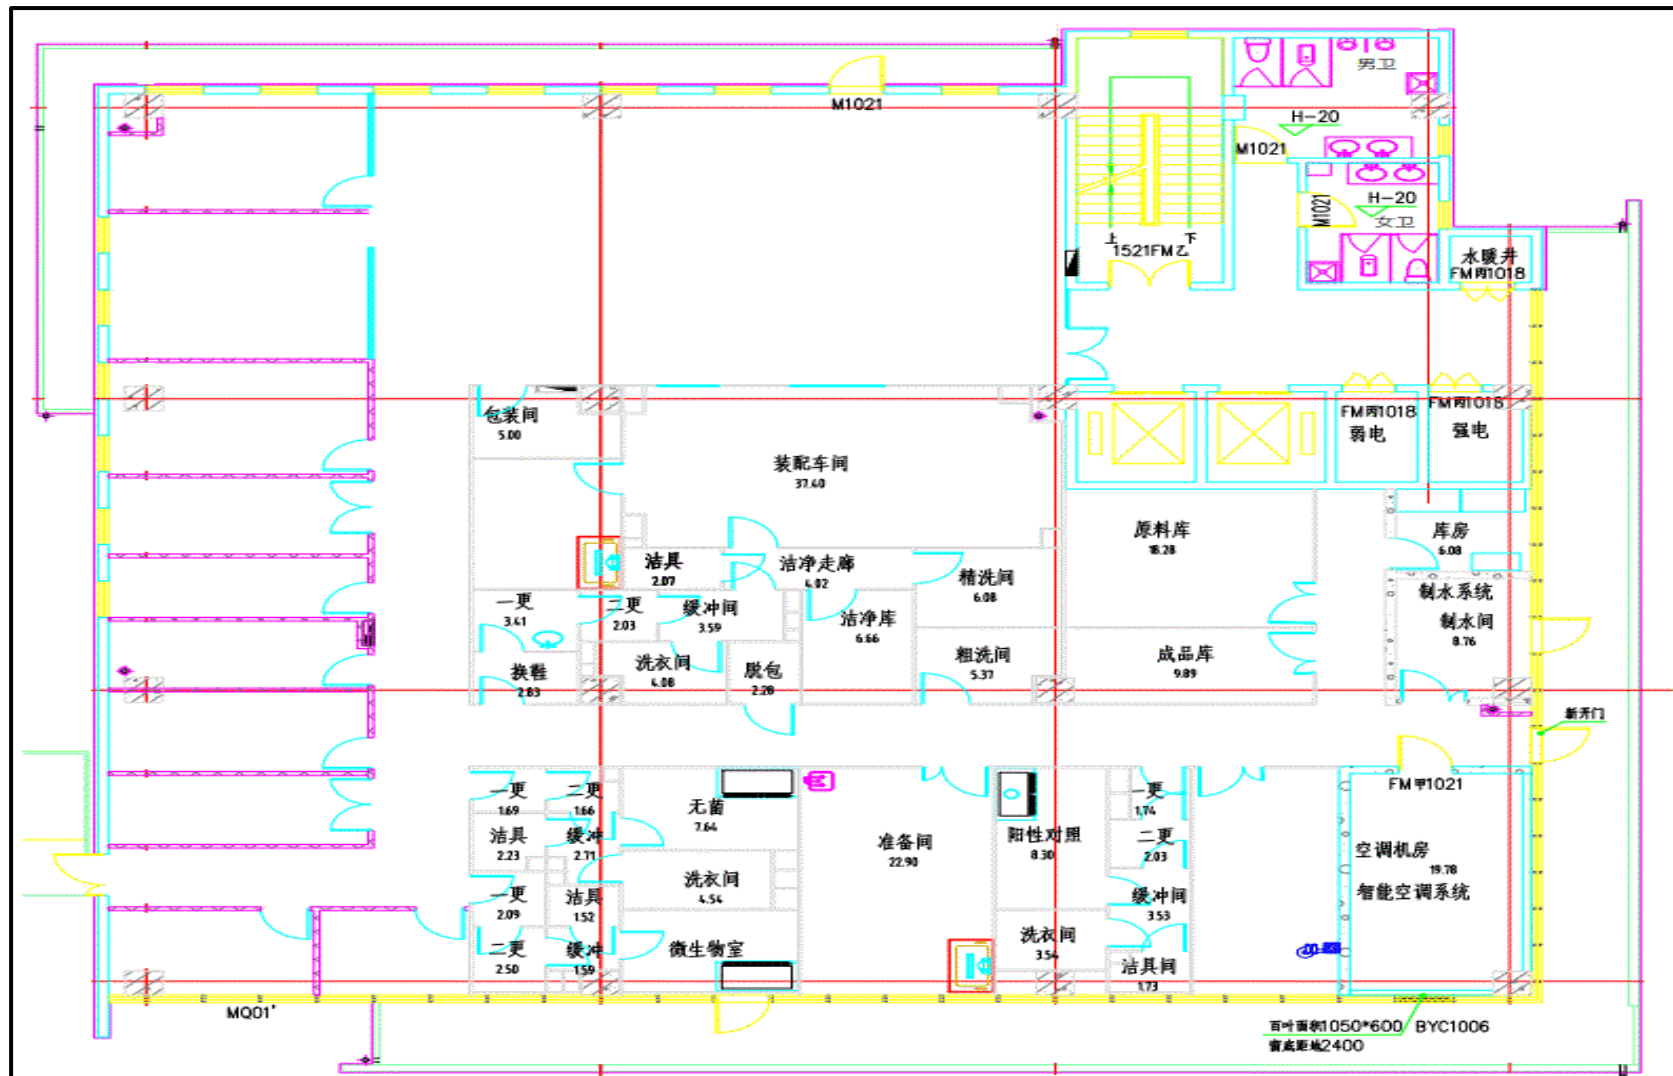 男卫
M1021
H-20
M1021
H-20
M1021
女卫
上
下
1521FM乙
水暖井
FM丙1018
包装间
5.00
FM丙1018
弱电
FM丙1018
强电
装配车间
37.40
原料库
18.28
库房
6.08
洁具
2.07
洁净走廊
4.02
精洗间
6.08
制水系统
制水间
8.76
一更
3.41
二更
2.03
缓冲间
3.59
洁净库
6.66
换鞋
2.83
洗衣间
4.08
脱包
2.28
粗洗间
5.37
成品库
9.89
新开门
一更
1.69
二更
1.66
无菌
7.64
一更
1.74
FM甲1021
洁具
2.23
缓冲
2.71
准备间
22.90
阳性对照
8.30
二更
2.03
空调机房
19.78
智能空调系统
洗衣间
4.54
一更
2.09
洁具
1.52
缓冲间
3.53
二更
2.50
缓冲
1.59
微生物室
洗衣间
3.54
洁具间
1.73
MQ01'
百叶面积1050*600
BYC1006
窗底距地2400